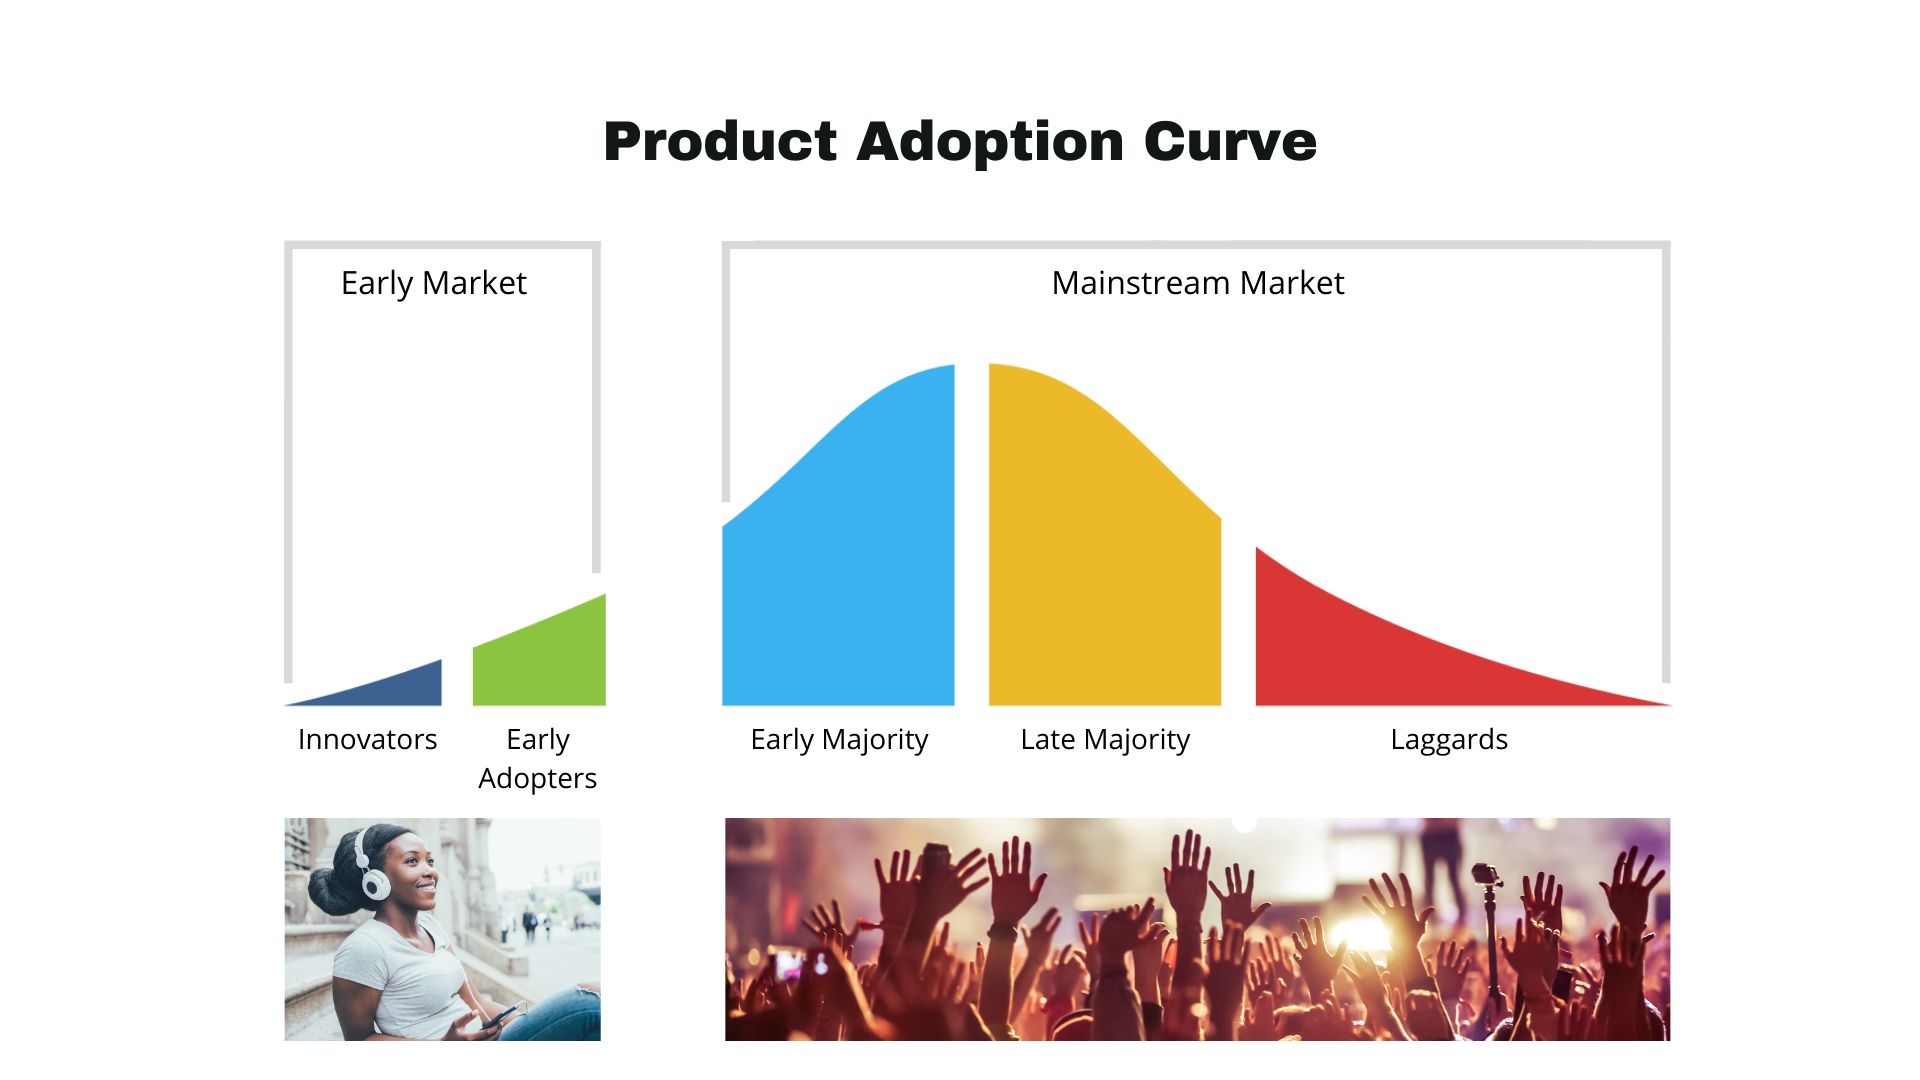 Product Adoption Curve
Early Market
Mainstream Market
Innovators
Early
Adopters
Early Majority
Late Majority
Laggards